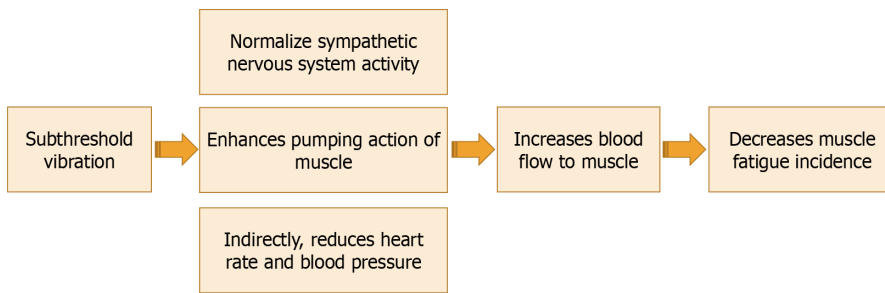 Normalize sympathetic
nervous system activity
Subthreshold
vibration
Enhances pumping action of
muscle
Increases blood
flow to muscle
Decreases muscle
fatigue incidence
Indirectly, reduces heart
rate and blood pressure